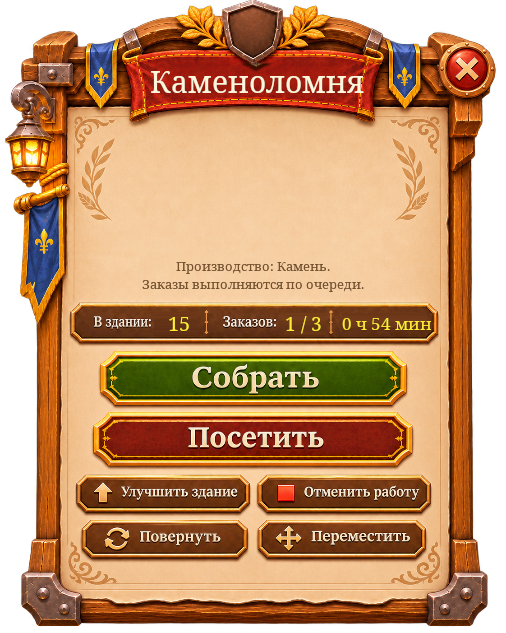 Каменоломня
Производство: Камень.
Заказы выполняются по очереди.
В здании: 15 Заказов: 1 / 3 0 ч 54 мин
Собрать
Посетить
Улучшить здание Отменить работу
Повернуть Переместить